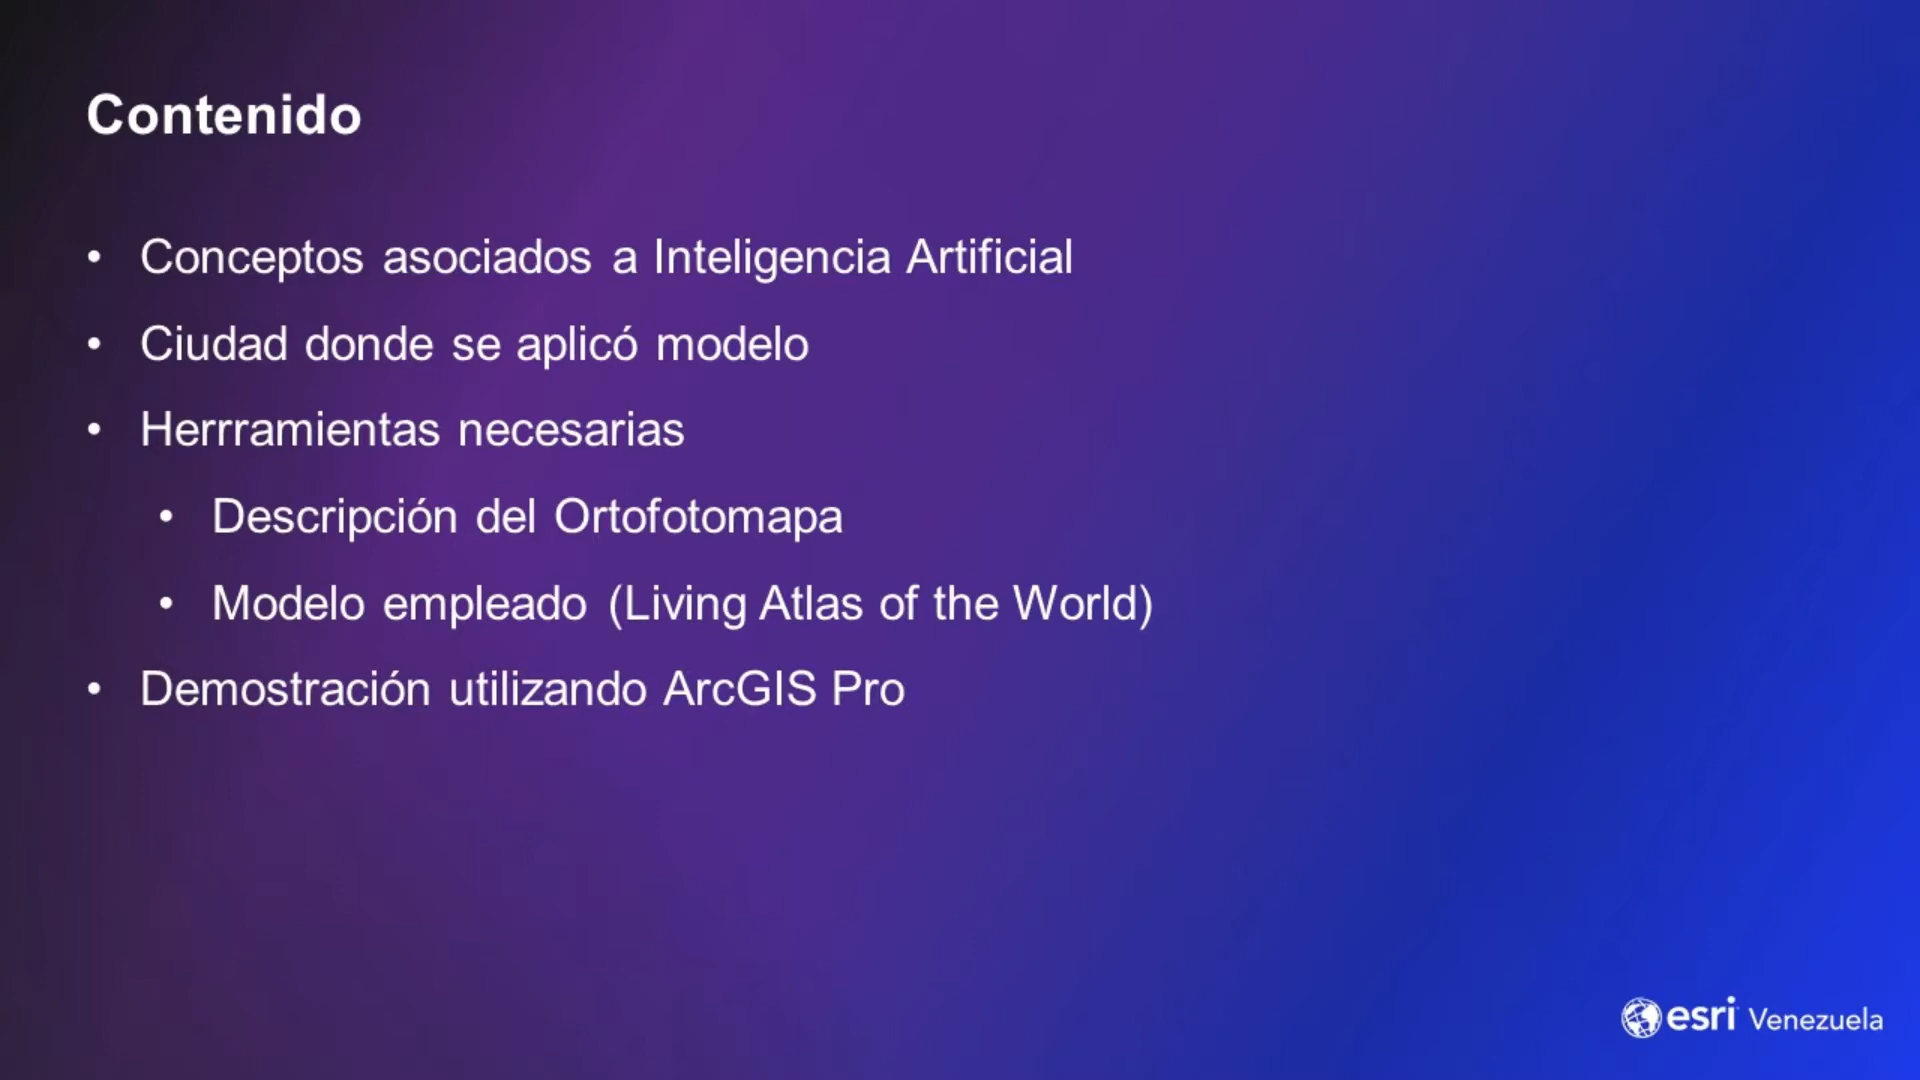 Contenido
• Conceptos asociados a Inteligencia Artificial
• Ciudad donde se aplicó modelo
• Herrramientas necesarias
• Descripción del Ortofotomapa
• Modelo empleado (Living Atlas of the World)
• Demostración utilizando ArcGIS Pro
esri Venezuela